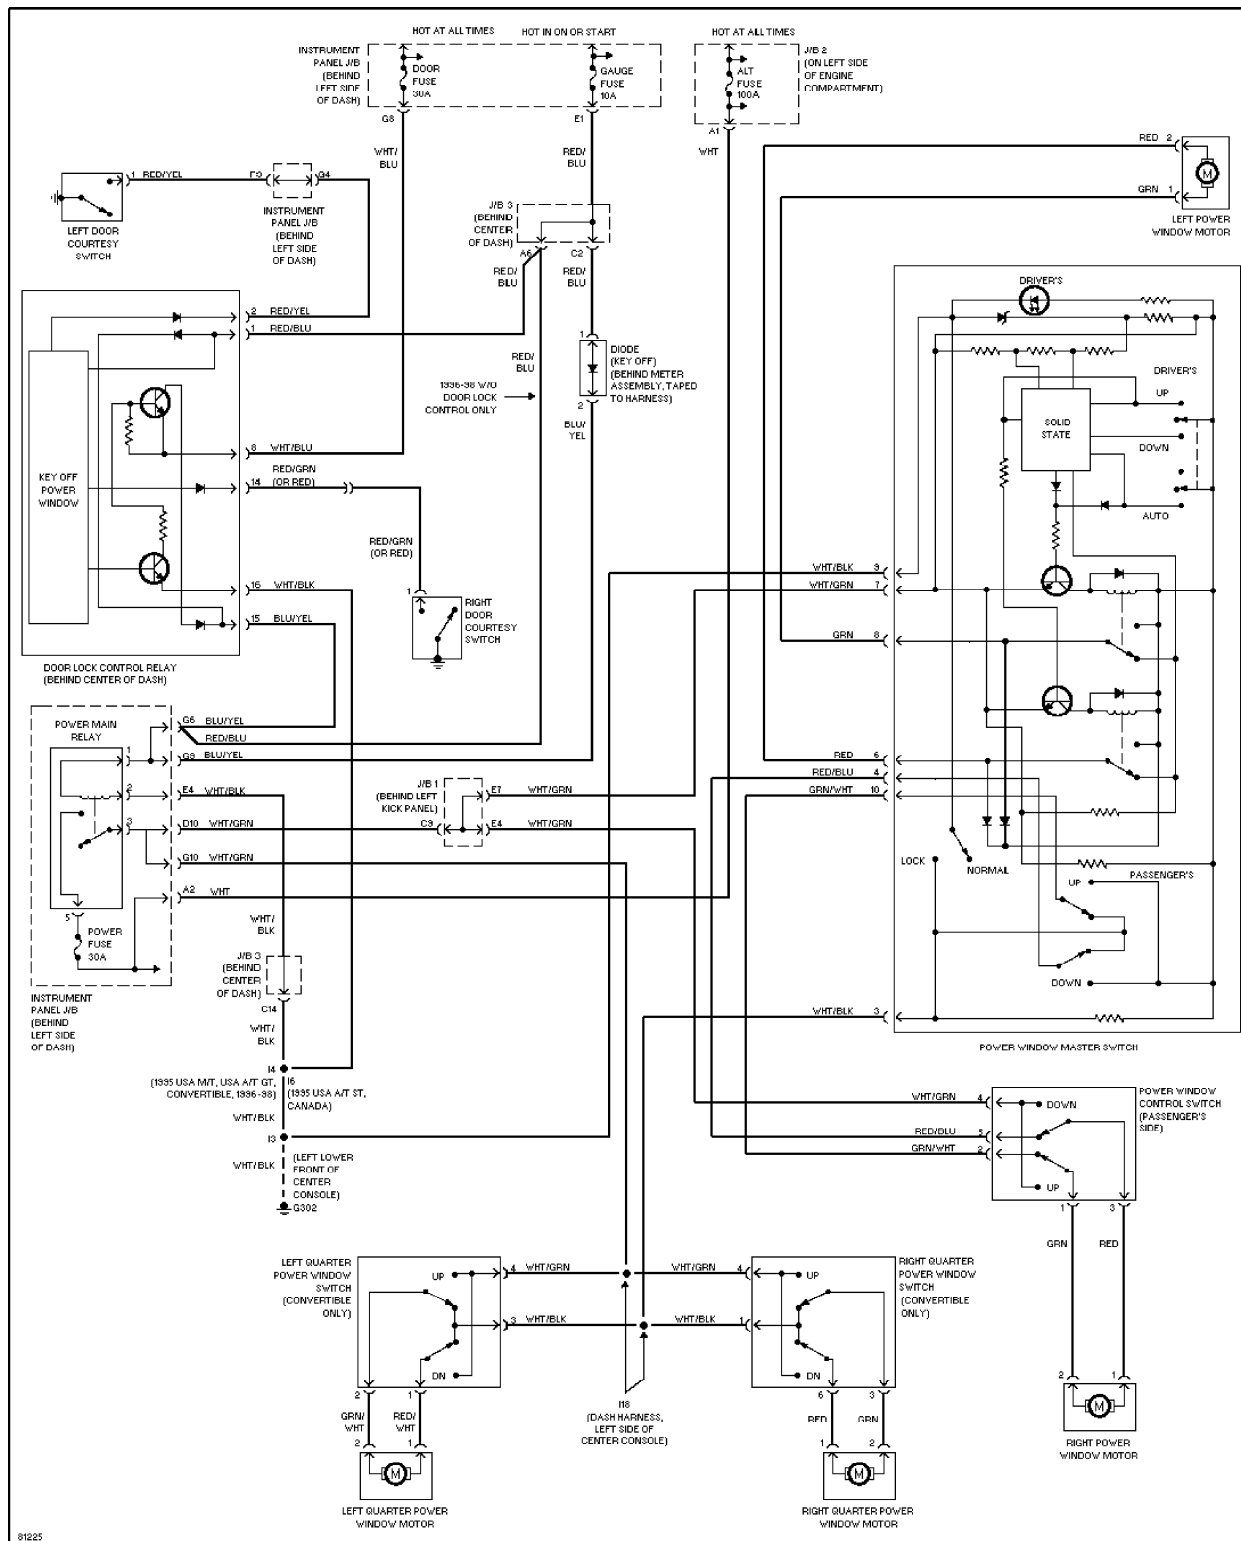 HOT AT ALL TIMES
HOT IN ON OR START
HOT AT ALL TIMES
INSTRUMENT
PANEL J/B
(BEHIND
LEFT SIDE
OF DASH)
DOOR
FUSE
30A
GAUGE
FUSE
10A
ALT
FUSE
100A
J/B 2
(ON LEFT SIDE
OF ENGINE
COMPARTMENT)
G8
E1
A1
WHT/
BLU
RED/
BLU
WHT
RED 2
GRN 1
M
LEFT POWER
WINDOW MOTOR
1 RED/YEL
F9
G4
LEFT DOOR
COURTESY
SWITCH
INSTRUMENT
PANEL J/B
(BEHIND
LEFT SIDE
OF DASH)
J/B 3
(BEHIND
CENTER
OF DASH)
A6
C2
RED/
BLU
RED/
BLU
2 RED/YEL
1 RED/BLU
1
DIODE
(KEY OFF)
(BEHIND METER
ASSEMBLY, TAPED
TO HARNESS)
2
BLU/
YEL
RED/
BLU
1996-98 W/O
DOOR LOCK
CONTROL ONLY
8 WHT/BLU
14
RED/GRN
(OR RED)
KEY OFF
POWER
WINDOW
RED/GRN
(OR RED)
16 WHT/BLK
15 BLU/YEL
1
RIGHT
DOOR
COURTESY
SWITCH
DOOR LOCK CONTROL RELAY
(BEHIND CENTER OF DASH)
DRIVER'S
SOLID
STATE
DRIVER'S
UP
DOWN
AUTO
WHT/BLK 9
WHT/GRN 7
GRN 8
RED 6
RED/BLU 4
GRN/WHT 10
LOCK
NORMAL
PASSENGER'S
UP
DOWN
WHT/BLK 3
POWER WINDOW MASTER SWITCH
POWER MAIN
RELAY
1
2
3
5
POWER
FUSE
30A
G6 BLU/YEL
RED/BLU
G9 BLU/YEL
E4 WHT/BLK
D10 WHT/GRN
G10 WHT/GRN
A2 WHT
INSTRUMENT
PANEL J/B
(BEHIND
LEFT SIDE
OF DASH)
J/B 1
(BEHIND LEFT
KICK PANEL)
C9
E7 WHT/GRN
E4 WHT/GRN
WHT/
BLK
J/B 3
(BEHIND
CENTER
OF DASH)
C14
WHT/
BLK
I4
(1995 USA M/T, USA A/T GT,
CONVERTIBLE, 1996-98)
I6
(1995 USA A/T ST,
CANADA)
WHT/BLK
I3
WHT/BLK
(LEFT LOWER
FRONT OF
CENTER
CONSOLE)
G302
WHT/GRN 4
RED/BLU 5
GRN/WHT 2
DOWN
UP
POWER WINDOW
CONTROL SWITCH
(PASSENGER'S
SIDE)
1
3
GRN
RED
2
1
M
RIGHT POWER
WINDOW MOTOR
LEFT QUARTER
POWER WINDOW
SWITCH
(CONVERTIBLE
ONLY)
UP
DN
4 WHT/GRN
WHT/GRN 4
3 WHT/BLK
WHT/BLK 1
UP
DN
RIGHT QUARTER
POWER WINDOW
SWITCH
(CONVERTIBLE
ONLY)
2
1
GRN/
WHT
RED/
WHT
2
1
M
LEFT QUARTER POWER
WINDOW MOTOR
I18
(DASH HARNESS,
LEFT SIDE OF
CENTER CONSOLE)
6
3
RED
GRN
1
2
M
RIGHT QUARTER POWER
WINDOW MOTOR
81225